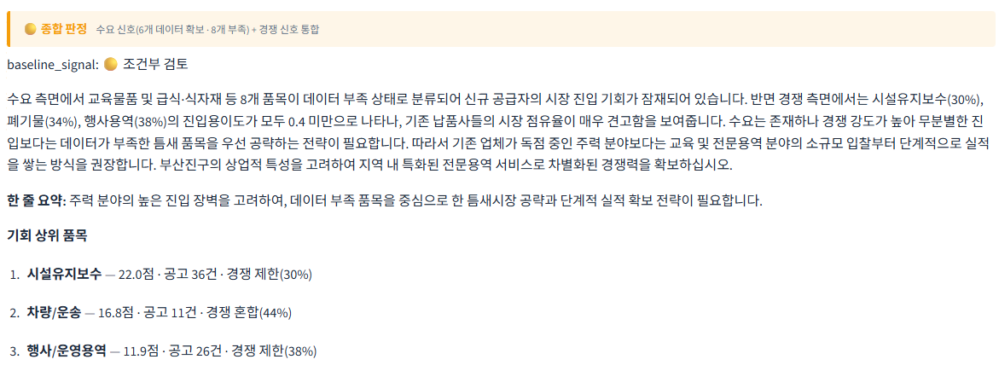 종합 판정 수요 신호(6개 데이터 확보 · 8개 부족) + 경쟁 신호 통합
baseline_signal: 조건부 검토
수요 측면에서 교육물품 및 급식·식자재 등 8개 품목이 데이터 부족 상태로 분류되어 신규 공급자의 시장 진입 기회가 잠재되어 있습니다. 반면 경쟁 측면에서는 시설유지보수(30%),
폐기물(34%), 행사용역(38%)의 진입용이도가 모두 0.4 미만으로 나타나, 기존 납품사들의 시장 점유율이 매우 견고함을 보여줍니다. 수요는 존재하나 경쟁 강도가 높아 무분별한 진
입보다는 데이터가 부족한 틈새 품목을 우선 공략하는 전략이 필요합니다. 따라서 기존 업체가 독점 중인 주력 분야보다는 교육 및 전문용역 분야의 소규모 입찰부터 단계적으로 실적
을 쌓는 방식을 권장합니다. 부산진구의 상업적 특성을 고려하여 지역 내 특화된 전문용역 서비스로 차별화된 경쟁력을 확보하십시오.
한 줄 요약: 주력 분야의 높은 진입 장벽을 고려하여, 데이터 부족 품목을 중심으로 한 틈새시장 공략과 단계적 실적 확보 전략이 필요합니다.
기회 상위 품목
1. 시설유지보수 — 22.0점 · 공고 36건 · 경쟁 제한(30%)
2. 차량/운송 — 16.8점 · 공고 11건 · 경쟁 혼합(44%)
3. 행사/운영용역 — 11.9점 · 공고 26건 · 경쟁 제한(38%)